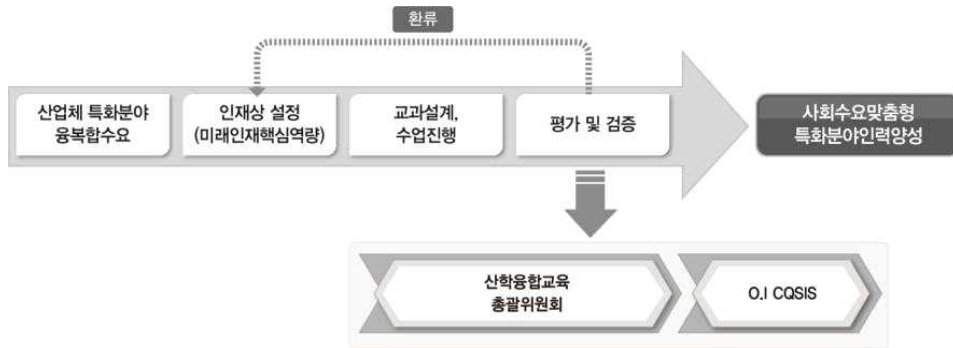 환류
산업체 특화분야
융복합수요
인재상 설정
(미래인재핵심역량)
교과설계,
수업진행
평가 및 검증
사회수요맞춤형
특화분야인력양성
산학융합교육
총괄위원회
O.I CQSIS